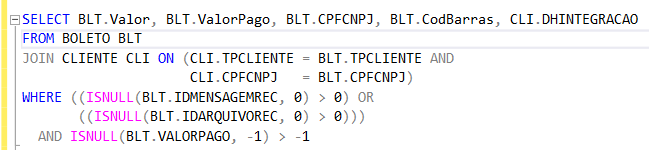 SELECT BLT.Valor, BLT.ValorPago, BLT.CPFCNPJ, BLT.CodBarras, CLI.DHINTEGRACAO
FROM BOLETO BLT
JOIN CLIENTE CLI ON (CLI.TPCLIENTE = BLT.TPCLIENTE AND
CLI.CPFCNPJ = BLT.CPFCNPJ)
WHERE ((ISNULL(BLT.IDMENSAGEMREC, 0) > 0) OR
((ISNULL(BLT.IDARQUIVOREC, 0) > 0)))
AND ISNULL(BLT.VALORPAGO, -1) > -1